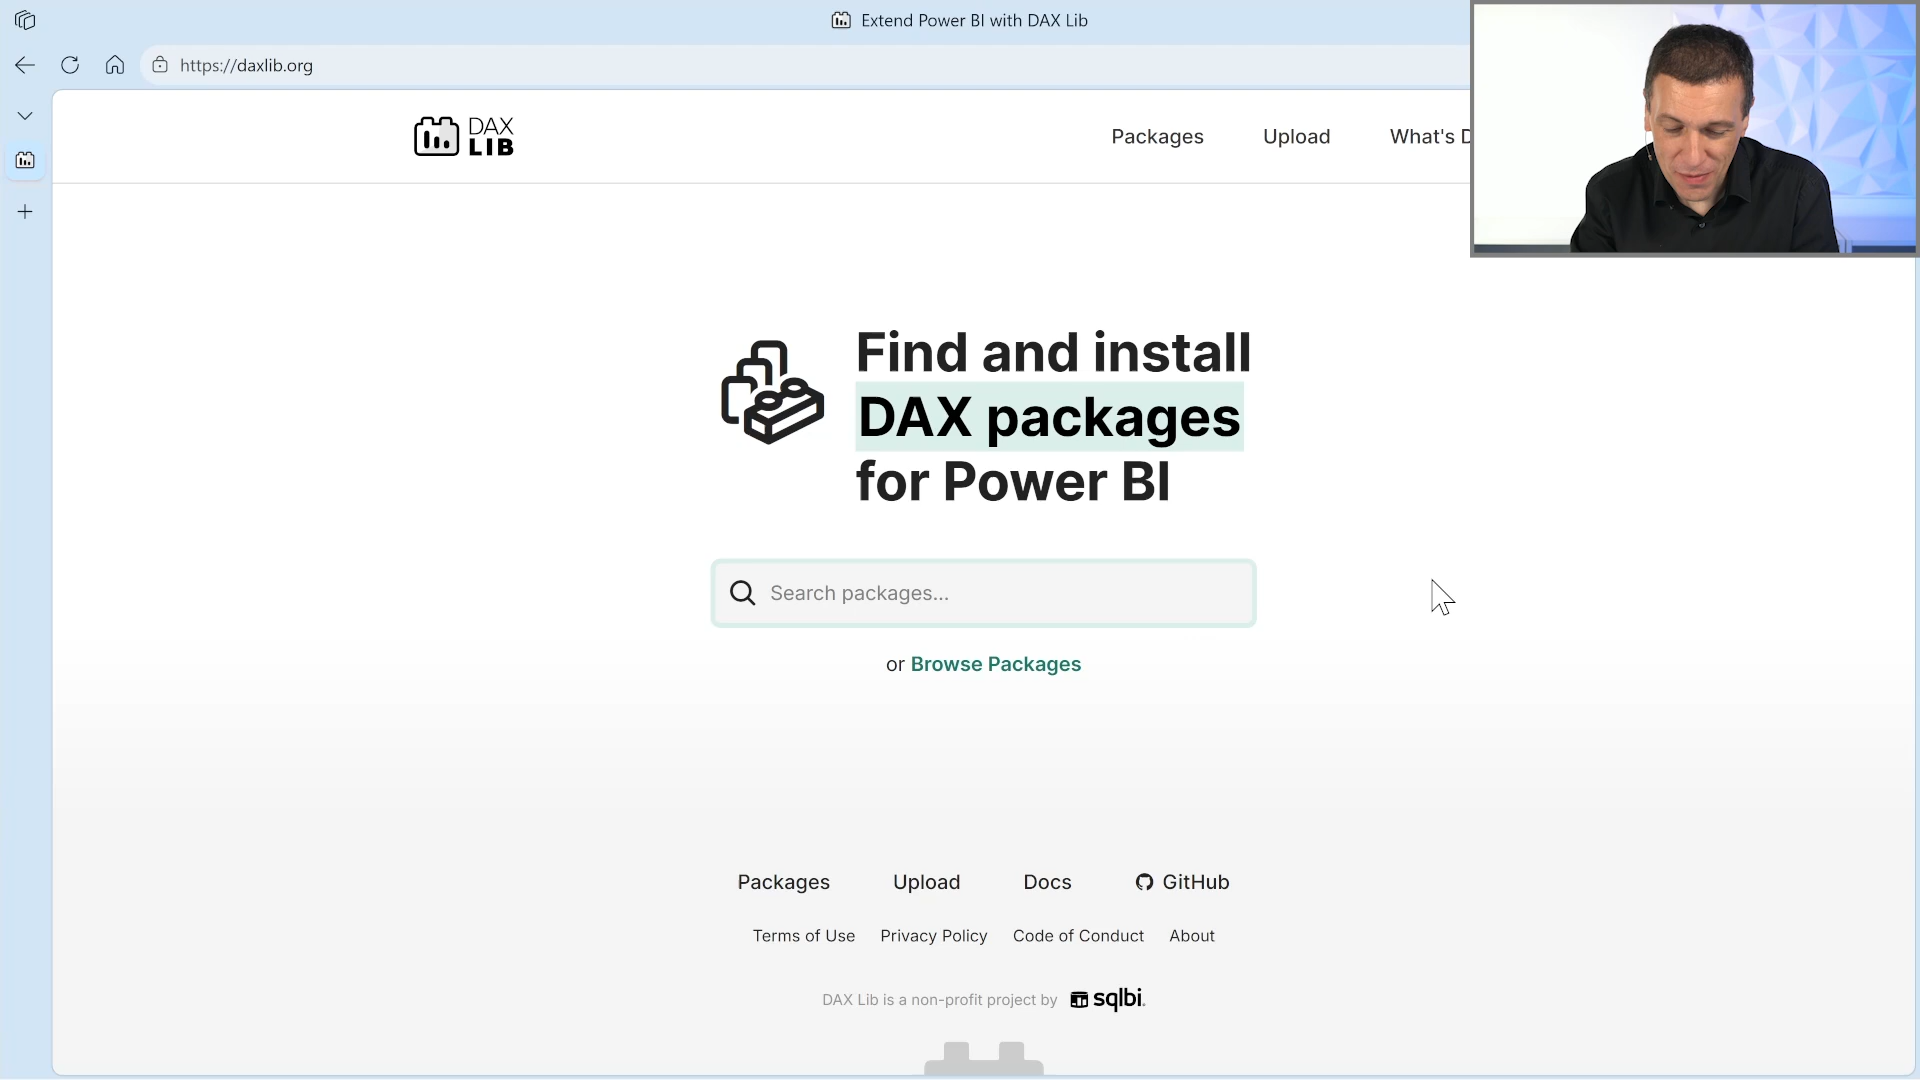 Extend Power BI with DAX Lib
https://daxlib.org
DAX
LIB
Packages
Upload
What's D
Find and install
DAX packages
for Power BI
Search packages...
or Browse Packages
Packages
Upload
Docs
GitHub
Terms of Use
Privacy Policy
Code of Conduct
About
DAX Lib is a non-profit project by sqlbi.